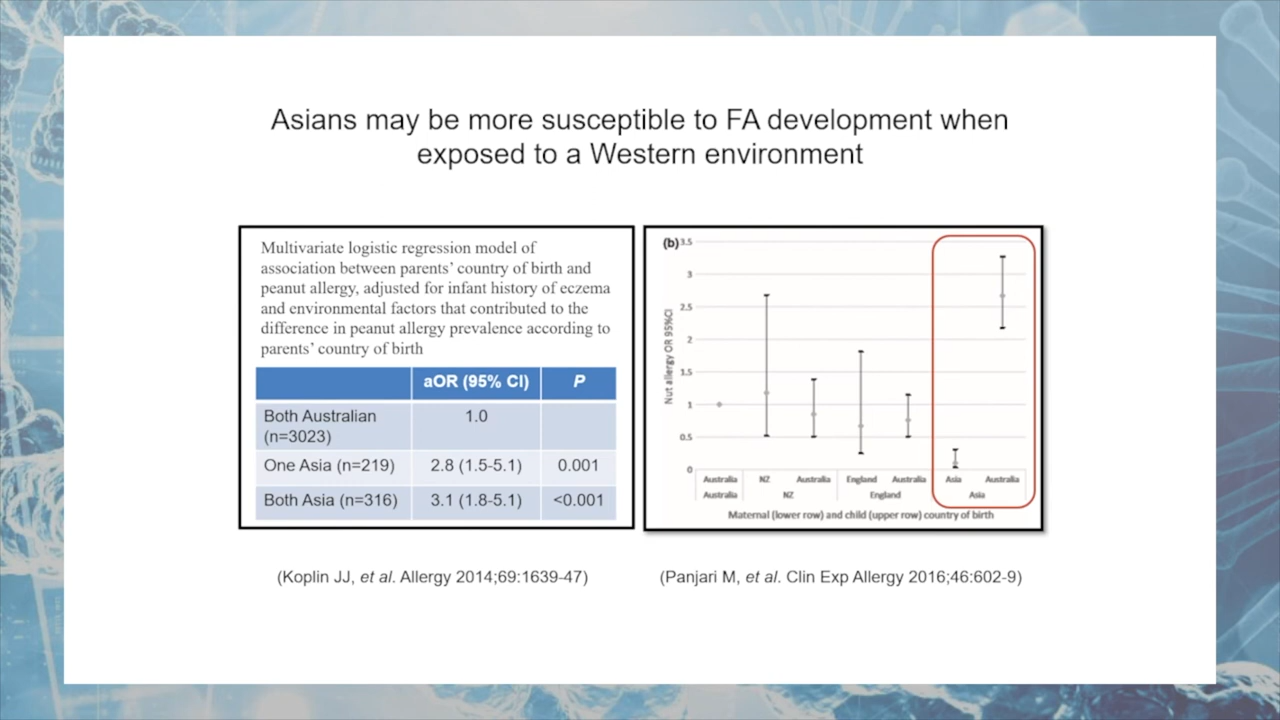 Asians may be more susceptible to FA development when
exposed to a Western environment
Multivariate logistic regression model of
association between parents' country of birth and
peanut allergy, adjusted for infant history of eczema
and environmental factors that contributed to the
difference in peanut allergy prevalence according to
parents' country of birth
aOR (95% CI) P
Both Australian
(n=3023) 1.0
One Asia (n=219) 2.8 (1.5-5.1) 0.001
Both Asia (n=316) 3.1 (1.8-5.1) <0.001
(Koplin JJ, et al. Allergy 2014;69:1639-47)
(b)
3.5
3
2.5
2
1.5
1
0.5
0
Nut allergy OR 95%CI
Australia NZ Australia England Australia Asia Australia
Australia NZ England Asia
Maternal (lower row) and child (upper row) country of birth
(Panjari M, et al. Clin Exp Allergy 2016;46:602-9)